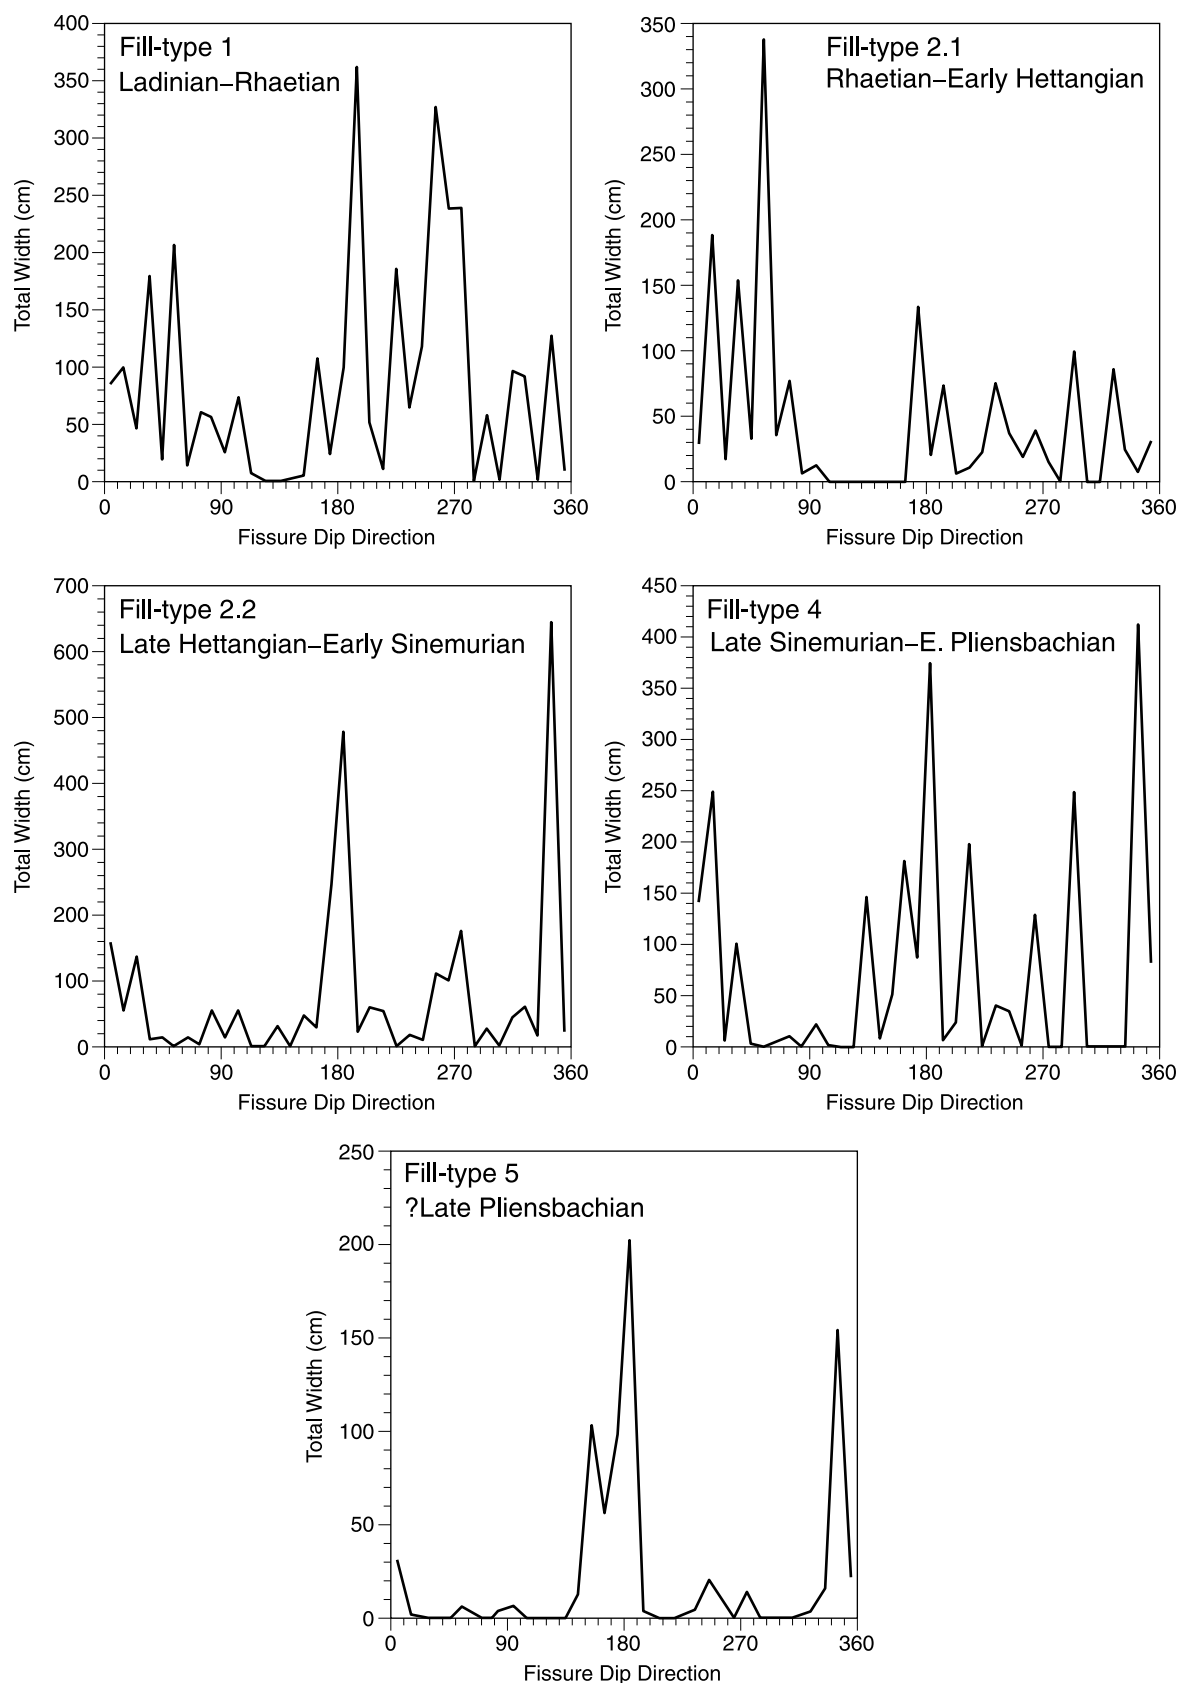 Fill-type 1
Ladinian–Rhaetian
400
350
300
250
200
150
100
50
0
Total Width (cm)
0 90 180 270 360
Fissure Dip Direction
Fill-type 2.1
Rhaetian–Early Hettangian
350
300
250
200
150
100
50
0
Total Width (cm)
0 90 180 270 360
Fissure Dip Direction
Fill-type 2.2
Late Hettangian–Early Sinemurian
700
600
500
400
300
200
100
0
Total Width (cm)
0 90 180 270 360
Fissure Dip Direction
Fill-type 4
Late Sinemurian–E. Pliensbachian
450
400
350
300
250
200
150
100
50
0
Total Width (cm)
0 90 180 270 360
Fissure Dip Direction
Fill-type 5
?Late Pliensbachian
250
200
150
100
50
0
Total Width (cm)
0 90 180 270 360
Fissure Dip Direction